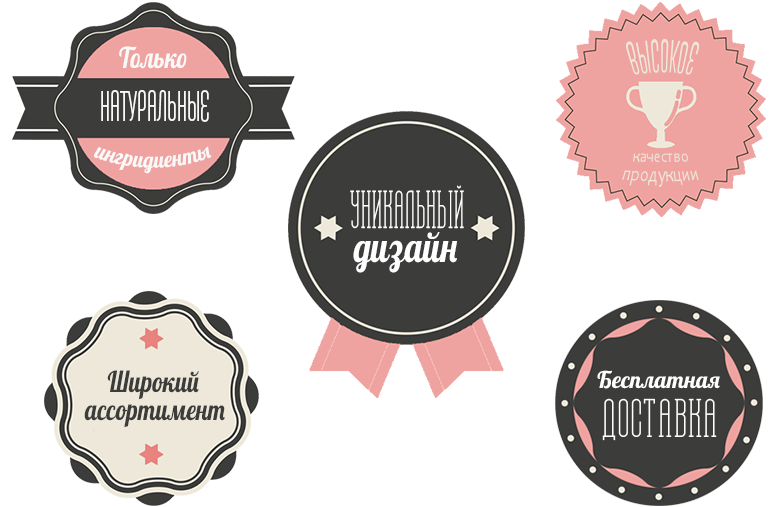 Только
НАТУРАЛЬНЫЕ
ингридиенты
ВЫСОКОЕ
качество
продукции
УНИКАЛЬНЫЙ
дизайн
Широкий
ассортимент
Бесплатная
ДОСТАВКА